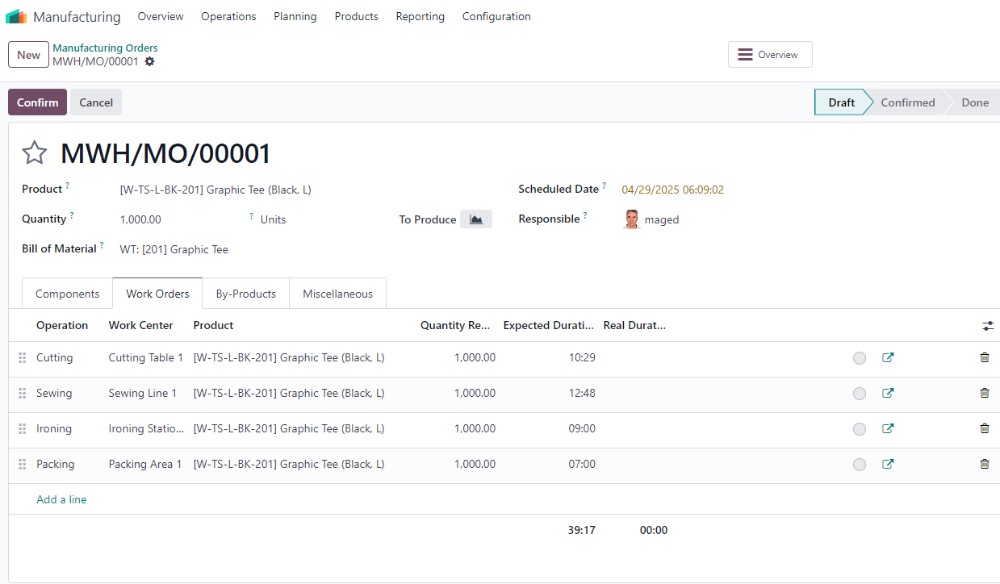 Manufacturing Overview Operations Planning Products Reporting Configuration
New Manufacturing Orders
MWH/MO/00001
Overview
Confirm Cancel Draft Confirmed Done
MWH/MO/00001
Product ? [W-TS-L-BK-201] Graphic Tee (Black, L) Scheduled Date ? 04/29/2025 06:09:02
Quantity ? 1,000.00 ? Units To Produce Responsible ? maged
Bill of Material ? WT: [201] Graphic Tee
Components Work Orders By-Products Miscellaneous
Operation Work Center Product Quantity Re... Expected Durati... Real Durat...
Cutting Cutting Table 1 [W-TS-L-BK-201] Graphic Tee (Black, L) 1,000.00 10:29
Sewing Sewing Line 1 [W-TS-L-BK-201] Graphic Tee (Black, L) 1,000.00 12:48
Ironing Ironing Statio... [W-TS-L-BK-201] Graphic Tee (Black, L) 1,000.00 09:00
Packing Packing Area 1 [W-TS-L-BK-201] Graphic Tee (Black, L) 1,000.00 07:00
Add a line
39:17 00:00